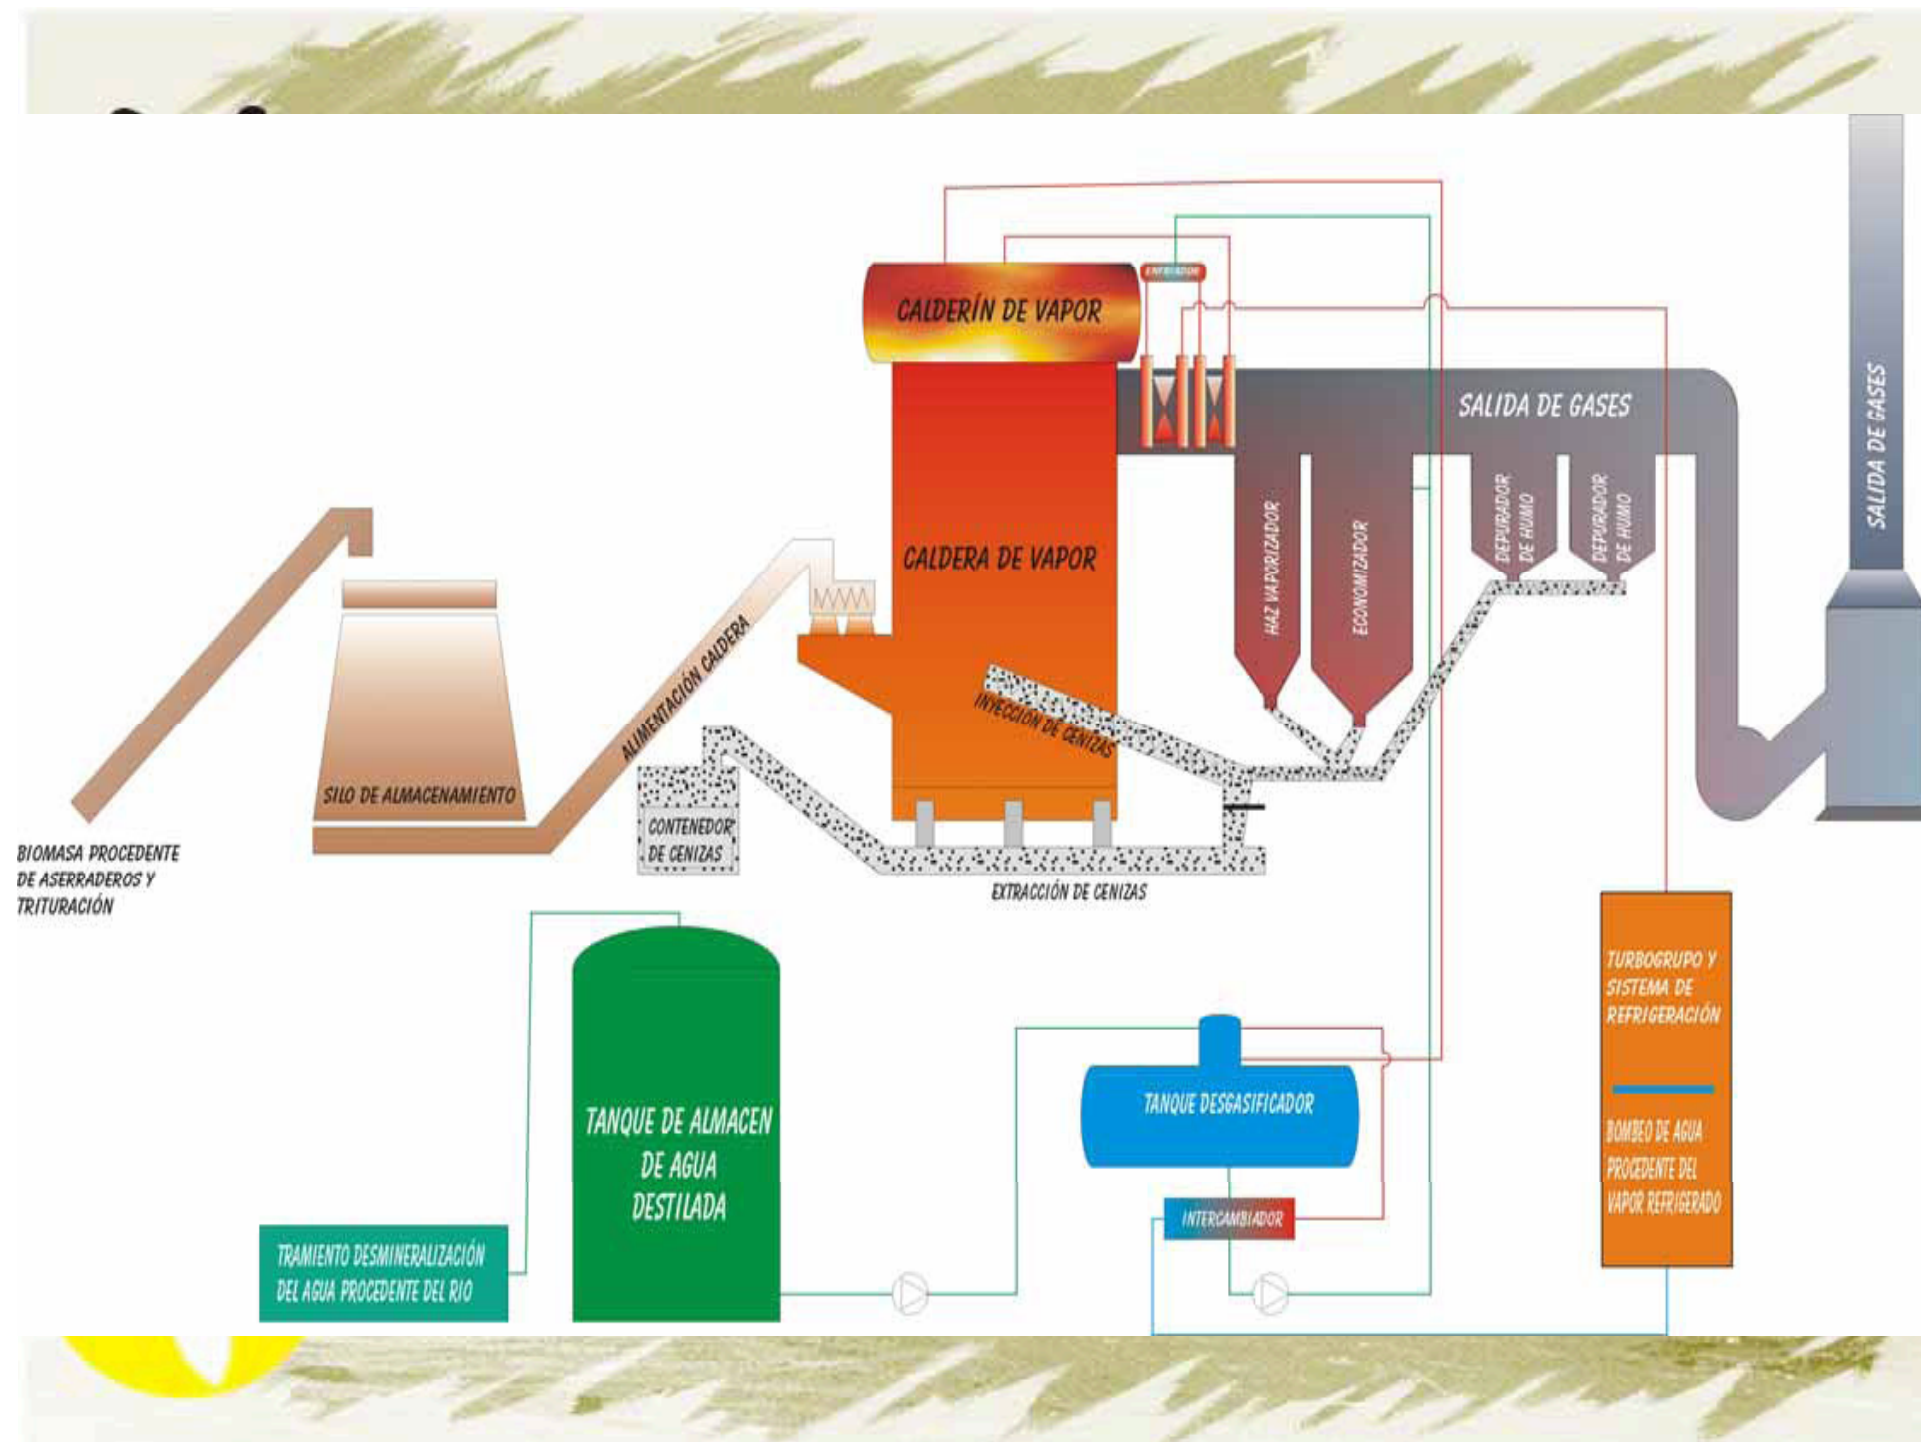 CALDERÍN DE VAPOR
ENFRIADOR
SALIDA DE GASES
SALIDA DE GASES
CALDERA DE VAPOR
HAZ VAPORIZADOR
ECONOMIZADOR
DEPURADOR
DE HUMO
DEPURADOR
DE HUMO
ALIMENTACIÓN CALDERA
INYECCIÓN DE CENIZAS
SILO DE ALMACENAMIENTO
CONTENEDOR
DE CENIZAS
EXTRACCIÓN DE CENIZAS
BIOMASA PROCEDENTE
DE ASERRADEROS Y
TRITURACIÓN
TURBOGRUPO Y
SISTEMA DE
REFRIGERACIÓN
BOMBEO DE AGUA
PROCEDENTE DEL
VAPOR REFRIGERADO
TANQUE DESGASIFICADOR
INTERCAMBIADOR
TANQUE DE ALMACEN
DE AGUA
DESTILADA
TRAMIENTO DESMINERALIZACIÓN
DEL AGUA PROCEDENTE DEL RIO